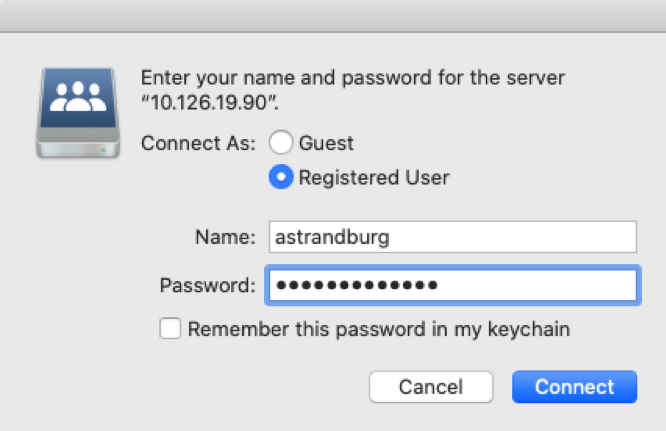 Enter your name and password for the server
“10.126.19.90”.
Connect As: Guest
Registered User
Name: astrandburg
Password: •••••••••••••
Remember this password in my keychain
Cancel Connect